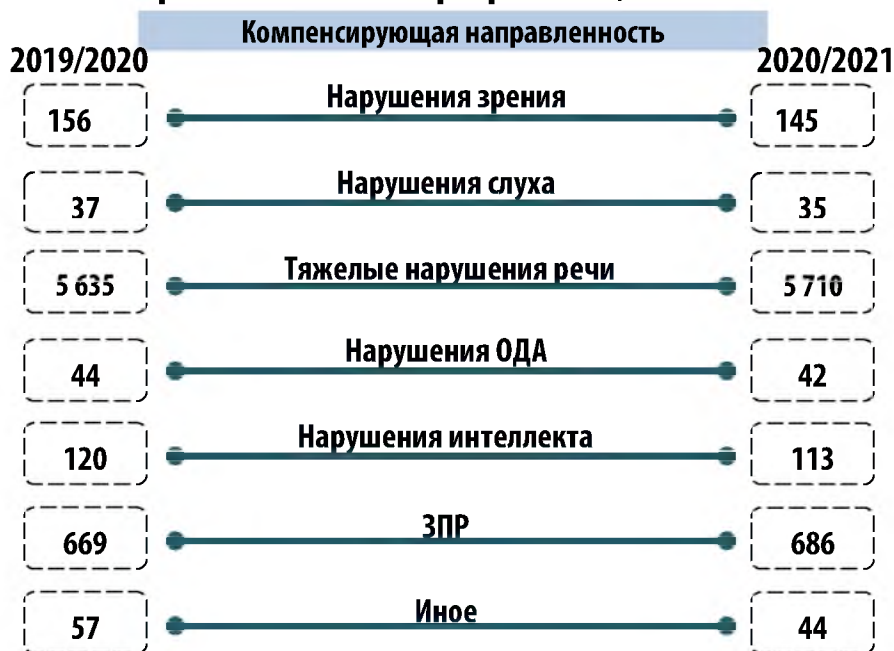 Компенсирующая направленность
2019/2020 2020/2021
Нарушения зрения
156 145
Нарушения слуха
37 35
Тяжелые нарушения речи
5 635 5 710
Нарушения ОДА
44 42
Нарушения интеллекта
120 113
ЗПР
669 686
Иное
57 44